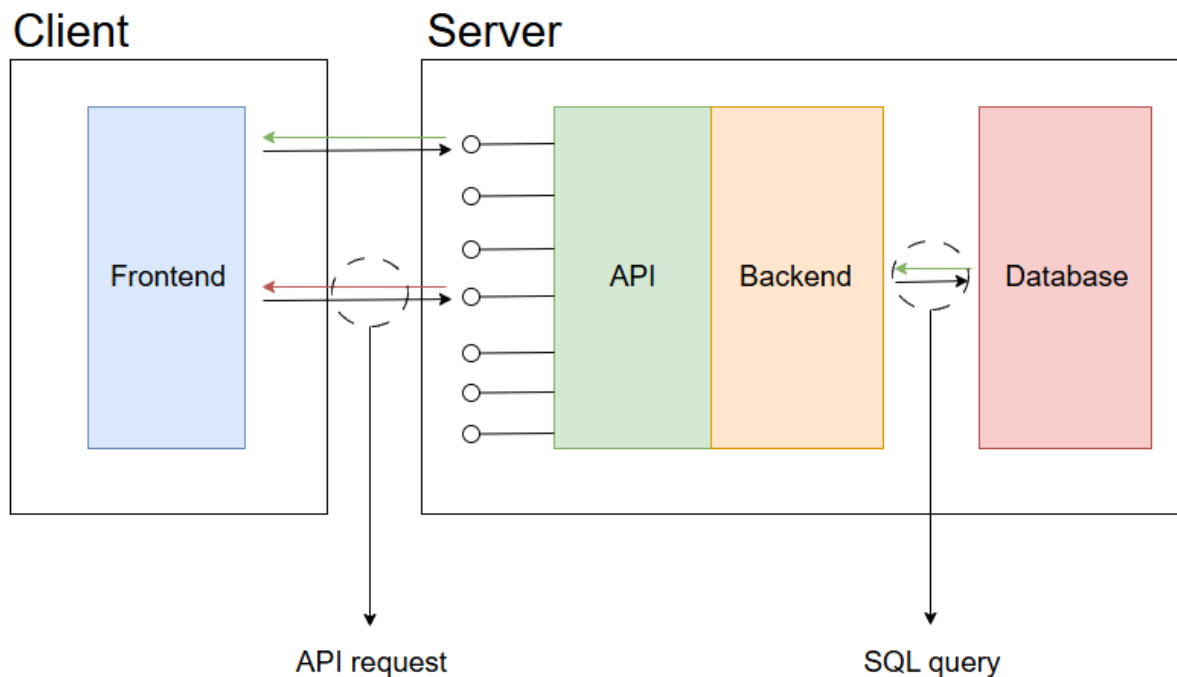 Client
Server
Frontend
API
Backend
Database
API request
SQL query